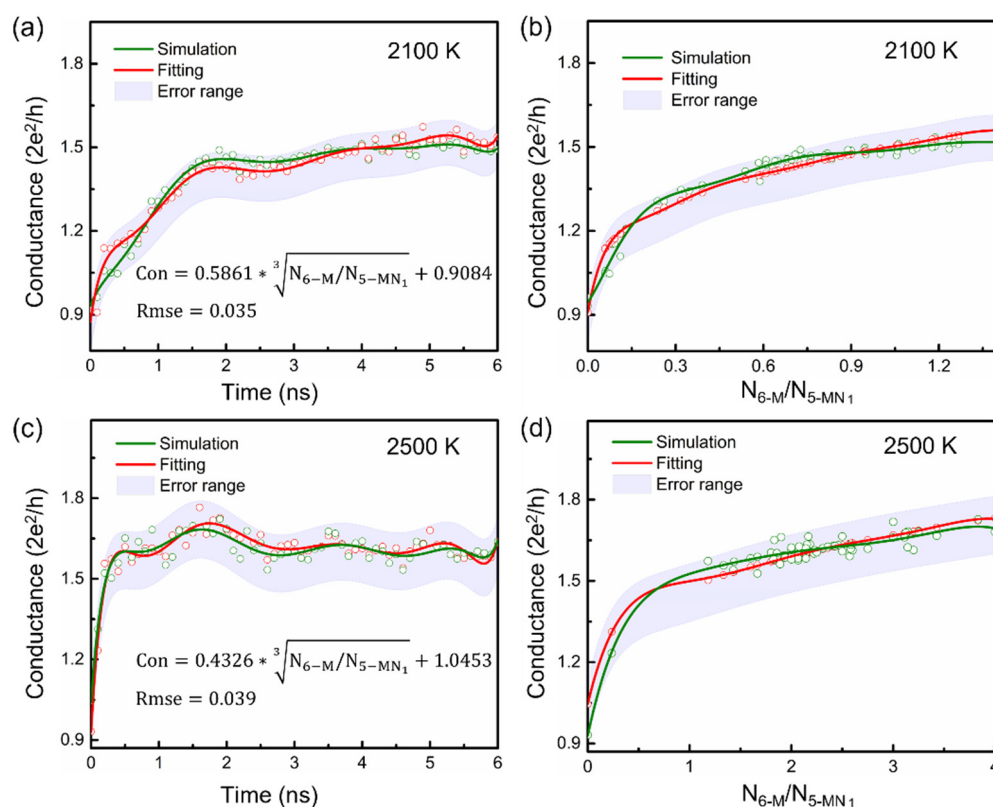 (a)
Simulation
Fitting
Error range
2100 K
1.8
1.5
1.2
0.9
Conductance (2e²/h)
Con = 0.5861 * ∛(N₆₋M/N₅₋MN₁) + 0.9084
Rmse = 0.035
0 1 2 3 4 5 6
Time (ns)
(b)
Simulation
Fitting
Error range
2100 K
1.8
1.5
1.2
0.9
Conductance (2e²/h)
0.0 0.3 0.6 0.9 1.2
N₆₋M/N₅₋MN₁
(c)
Simulation
Fitting
Error range
2500 K
1.8
1.5
1.2
0.9
Conductance (2e²/h)
Con = 0.4326 * ∛(N₆₋M/N₅₋MN₁) + 1.0453
Rmse = 0.039
0 1 2 3 4 5 6
Time (ns)
(d)
Simulation
Fitting
Error range
2500 K
1.8
1.5
1.2
0.9
Conductance (2e²/h)
0 1 2 3 4
N₆₋M/N₅₋MN₁